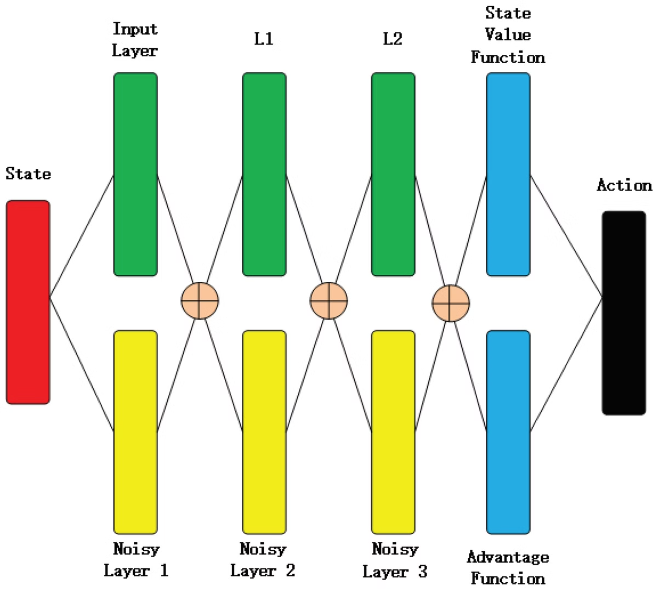 State
Input
Layer
L1
L2
State
Value
Function
Action
Noisy
Layer 1
Noisy
Layer 2
Noisy
Layer 3
Advantage
Function